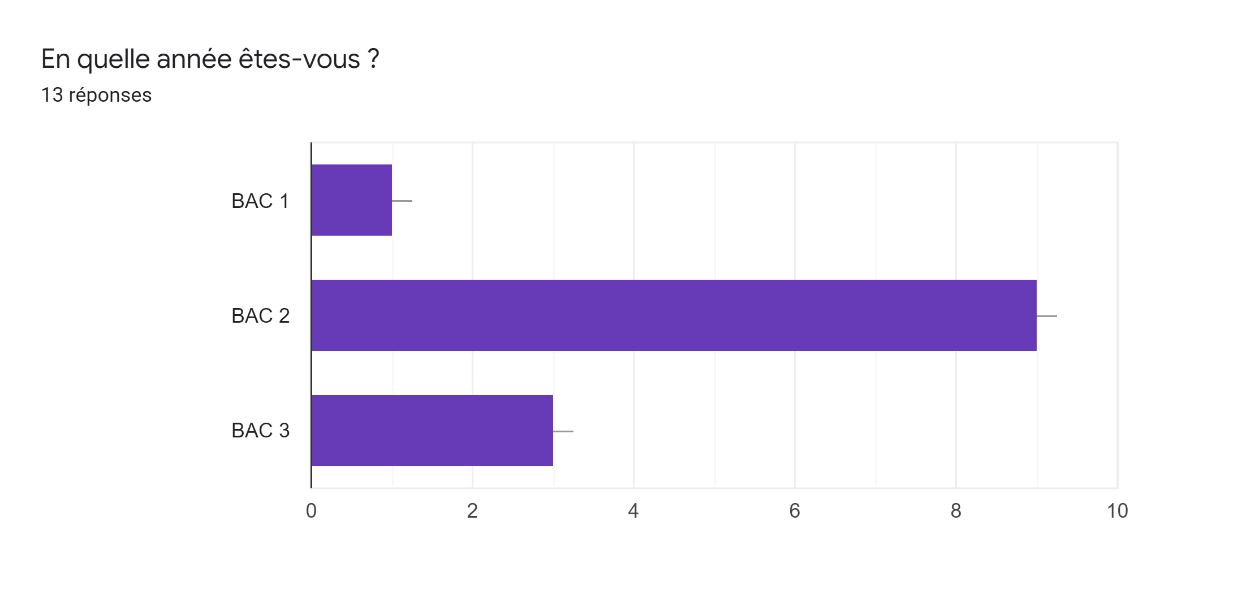 En quelle année êtes-vous ?
13 réponses
BAC 1
BAC 2
BAC 3
0 2 4 6 8 10